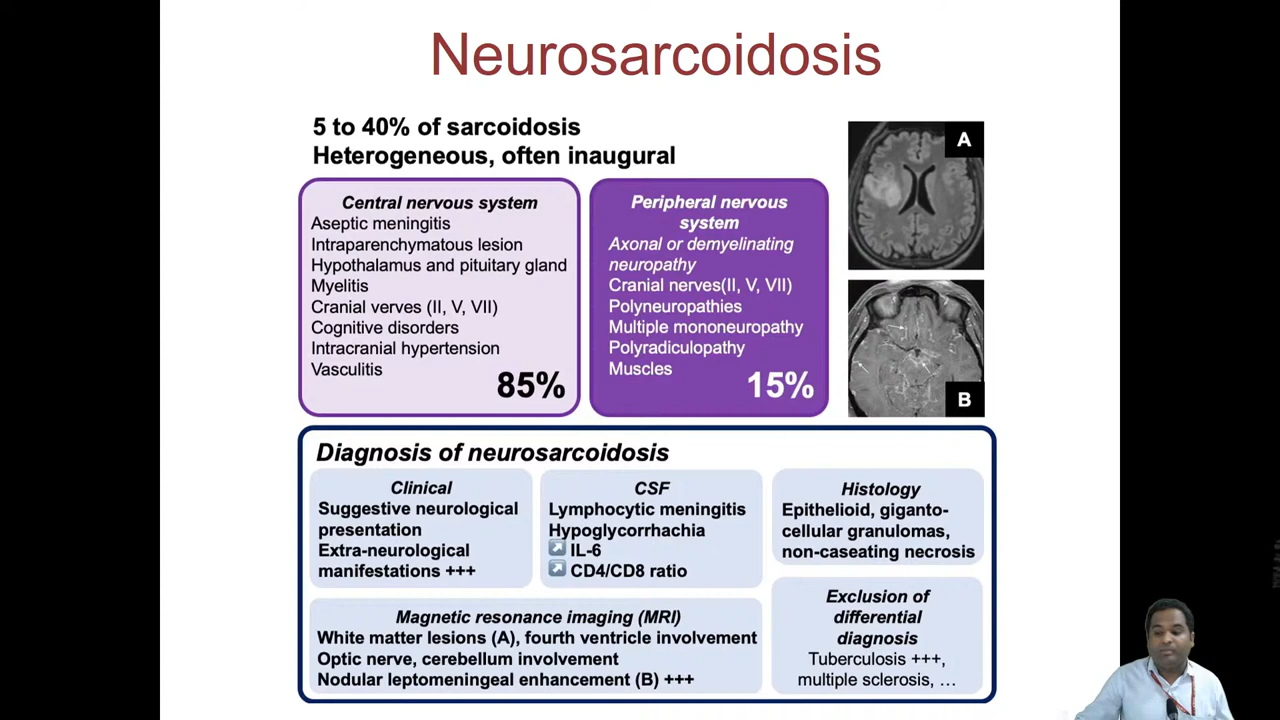 Neurosarcoidosis
5 to 40% of sarcoidosis
Heterogeneous, often inaugural
Central nervous system
Aseptic meningitis
Intraparenchymatous lesion
Hypothalamus and pituitary gland
Myelitis
Cranial verves (II, V, VII)
Cognitive disorders
Intracranial hypertension
Vasculitis
85%
Peripheral nervous
system
Axonal or demyelinating
neuropathy
Cranial nerves(II, V, VII)
Polyneuropathies
Multiple mononeuropathy
Polyradiculopathy
Muscles
15%
A
B
Diagnosis of neurosarcoidosis
Clinical
Suggestive neurological
presentation
Extra-neurological
manifestations +++
CSF
Lymphocytic meningitis
Hypoglycorrhachia
↗ IL-6
↗ CD4/CD8 ratio
Histology
Epithelioid, giganto-
cellular granulomas,
non-caseating necrosis
Magnetic resonance imaging (MRI)
White matter lesions (A), fourth ventricle involvement
Optic nerve, cerebellum involvement
Nodular leptomeningeal enhancement (B) +++
Exclusion of
differential
diagnosis
Tuberculosis +++,
multiple sclerosis, …